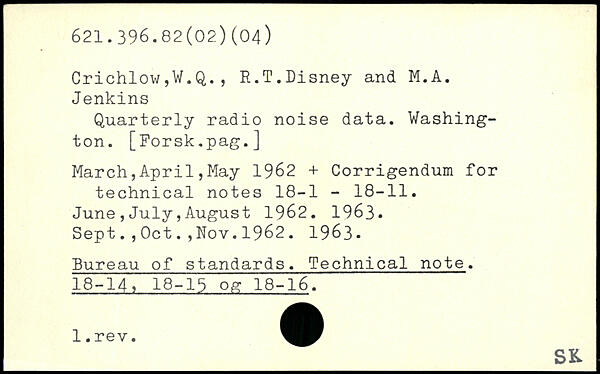 621.396.82(02)(04)
Crichlow,W.Q., R.T.Disney and M.A.
Jenkins
Quarterly radio noise data. Washing-
ton. [Forsk.pag.]
March,April,May 1962 + Corrigendum for
technical notes 18-1 - 18-11.
June,July,August 1962. 1963.
Sept.,Oct.,Nov.1962. 1963.
Bureau of standards. Technical note.
18-14, 18-15 og 18-16.
1.rev.
SK